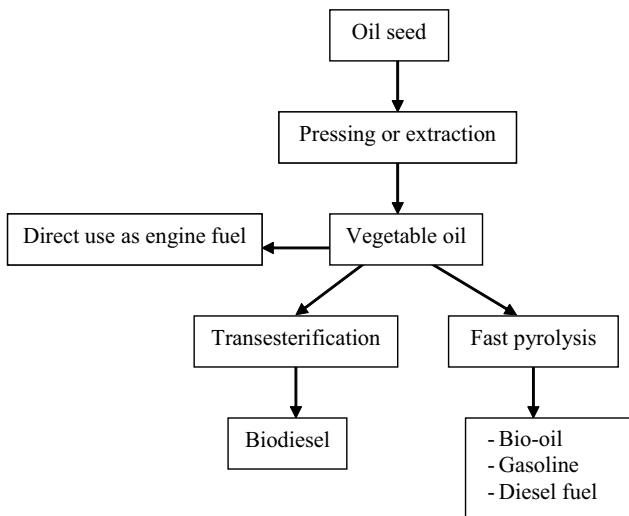 Oil seed
Pressing or extraction
Direct use as engine fuel
Vegetable oil
Transesterification
Fast pyrolysis
Biodiesel
- Bio-oil
- Gasoline
- Diesel fuel